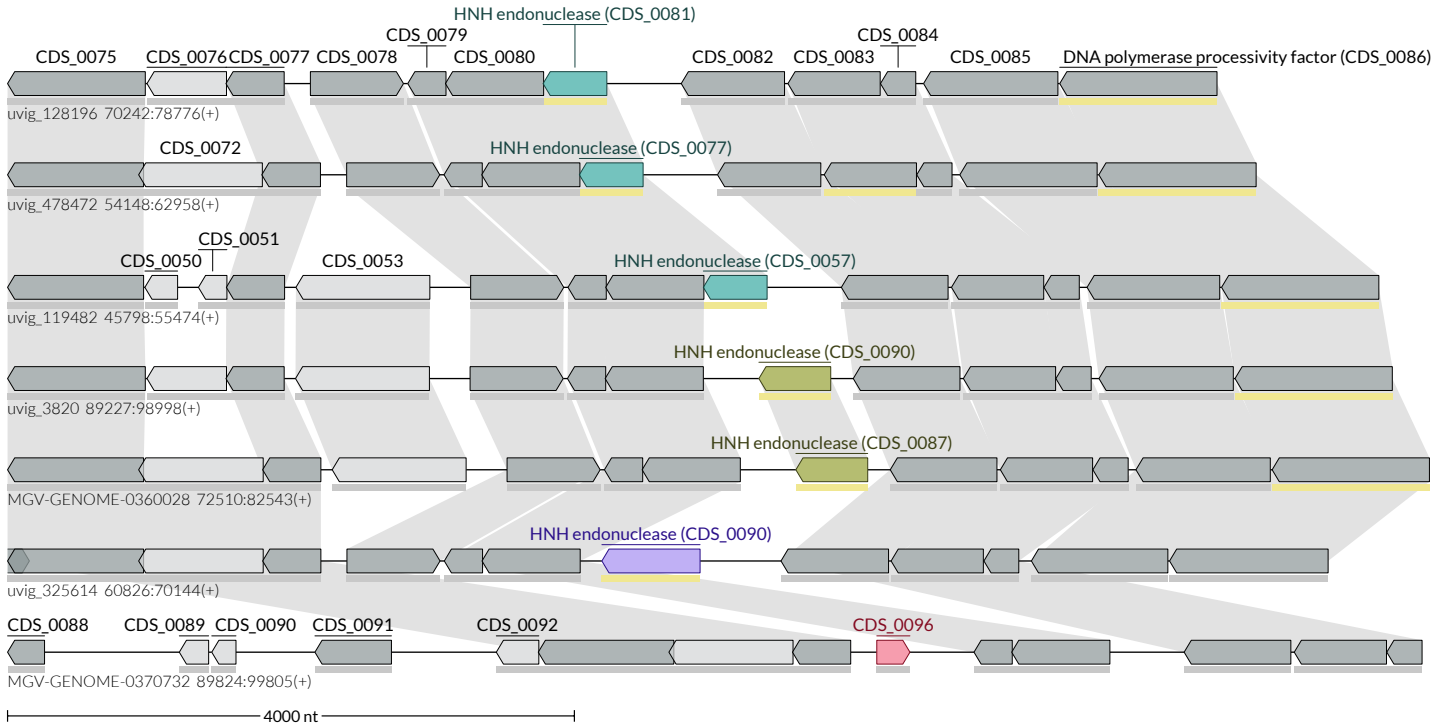 HNH endonuclease (CDS_0081)
CDS_0079 CDS_0084
CDS_0075 CDS_0076 CDS_0077 CDS_0078 CDS_0080 CDS_0082 CDS_0083 CDS_0085 DNA polymerase processivity factor (CDS_0086)
uvig_128196 70242:78776(+)
CDS_0072 HNH endonuclease (CDS_0077)
uvig_478472 54148:62958(+)
CDS_0051
CDS_0050 CDS_0053 HNH endonuclease (CDS_0057)
uvig_119482 45798:55474(+)
HNH endonuclease (CDS_0090)
uvig_3820 89227:98998(+)
HNH endonuclease (CDS_0087)
MGV-GENOME-0360028 72510:82543(+)
HNH endonuclease (CDS_0090)
uvig_325614 60826:70144(+)
CDS_0088 CDS_0089 CDS_0090 CDS_0091 CDS_0092 CDS_0096
MGV-GENOME-0370732 89824:99805(+)
4000 nt